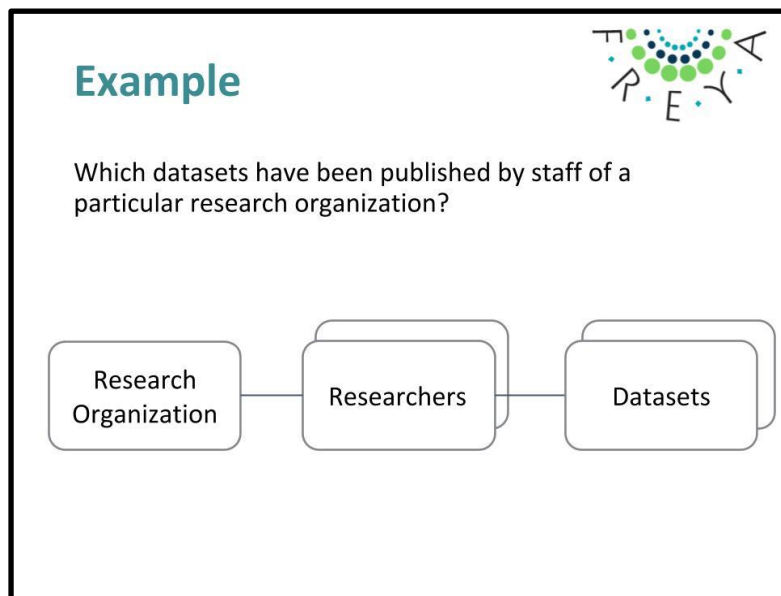 Example
FREYA
Which datasets have been published by staff of a
particular research organization?
Research
Organization
Researchers
Datasets